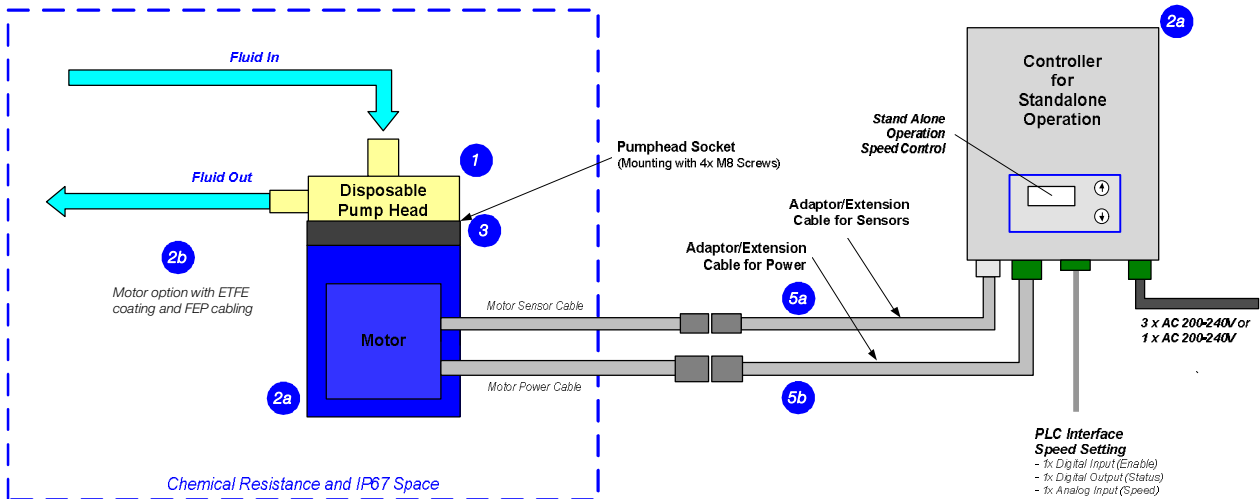 Fluid In
Fluid Out
1
Disposable
Pump Head
3
2b
Motor option with ETFE
coating and FEP cabling
Motor
2a
Motor Sensor Cable
Motor Power Cable
Chemical Resistance and IP67 Space
Pumphead Socket
(Mounting with 4x M8 Screws)
Adaptor/Extension
Cable for Sensors
Adaptor/Extension
Cable for Power
5a
5b
2a
Controller
for
Standalone
Operation
Stand Alone
Operation
Speed Control
3 x AC 200-240V or
1 x AC 200-240V
PLC Interface
Speed Setting
- 1x Digital Input (Enable)
- 1x Digital Output (Status)
- 1x Analog Input (Speed)